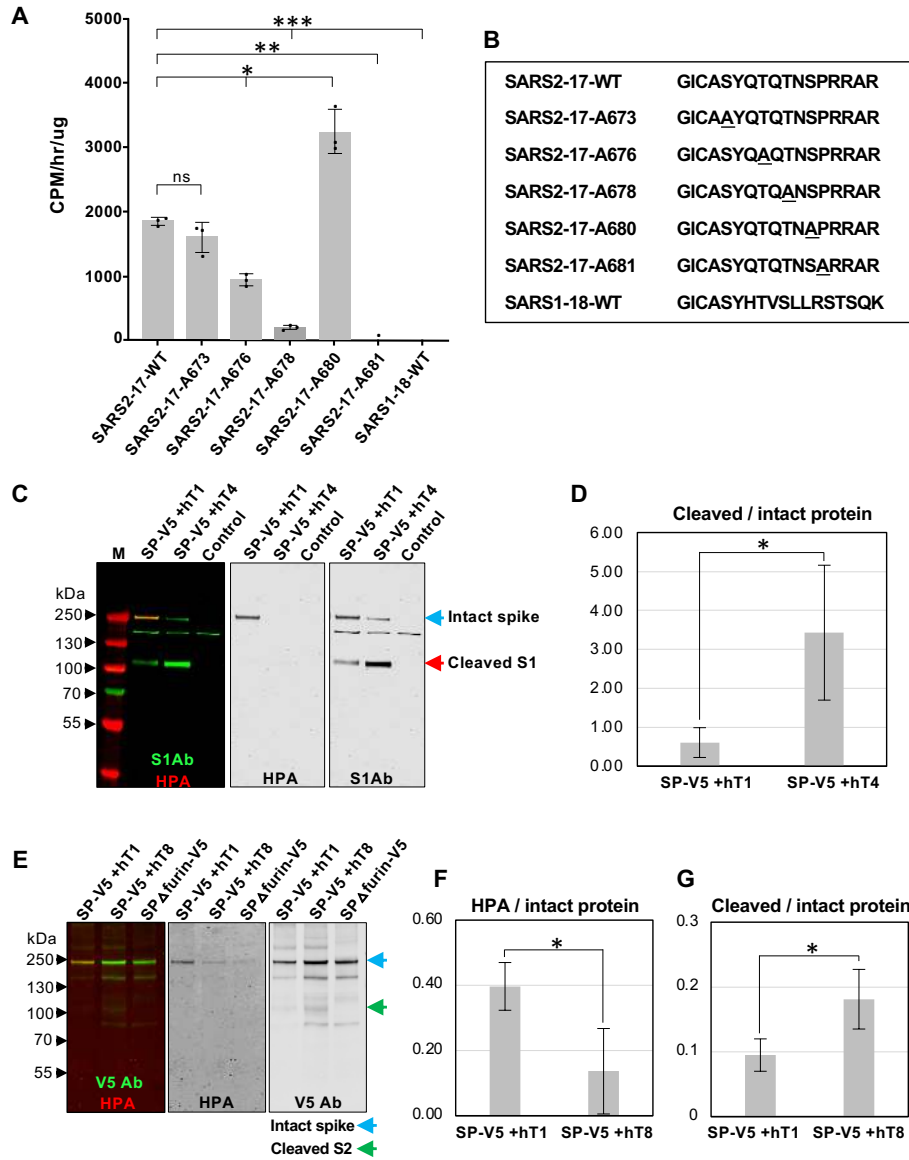 A
CPM/hr/ug
5000
4000
3000
2000
1000
0
***
**
*
ns
SARS2-17-WT
SARS2-17-A673
SARS2-17-A676
SARS2-17-A678
SARS2-17-A680
SARS2-17-A681
SARS1-18-WT
B
SARS2-17-WT GICASYQTQTNSPRRAR
SARS2-17-A673 GICAAYQTQTNSPRRAR
SARS2-17-A676 GICASYQAQTNSPRRAR
SARS2-17-A678 GICASYQTQANSPRRAR
SARS2-17-A680 GICASYQTQTNAPRRAR
SARS2-17-A681 GICASYQTQTNSARRAR
SARS1-18-WT GICASYHTVSLLRSTSQK
C
M
SP-V5 +hT1
SP-V5 +hT4
Control
SP-V5 +hT1
SP-V5 +hT4
Control
SP-V5 +hT1
SP-V5 +hT4
Control
kDa
250
130
100
70
55
S1Ab
HPA
HPA
S1Ab
Intact spike
Cleaved S1
D
Cleaved / intact protein
6.00
5.00
4.00
3.00
2.00
1.00
0.00
*
SP-V5 +hT1 SP-V5 +hT4
E
SP-V5 +hT1
SP-V5 +hT8
SPΔfurin-V5
SP-V5 +hT1
SP-V5 +hT8
SPΔfurin-V5
SP-V5 +hT1
SP-V5 +hT8
SPΔfurin-V5
kDa
250
130
100
70
55
V5 Ab
HPA
HPA
V5 Ab
Intact spike
Cleaved S2
F
HPA / intact protein
0.60
0.40
0.20
0.00
*
SP-V5 +hT1 SP-V5 +hT8
G
Cleaved / intact protein
0.3
0.2
0.1
0
*
SP-V5 +hT1 SP-V5 +hT8